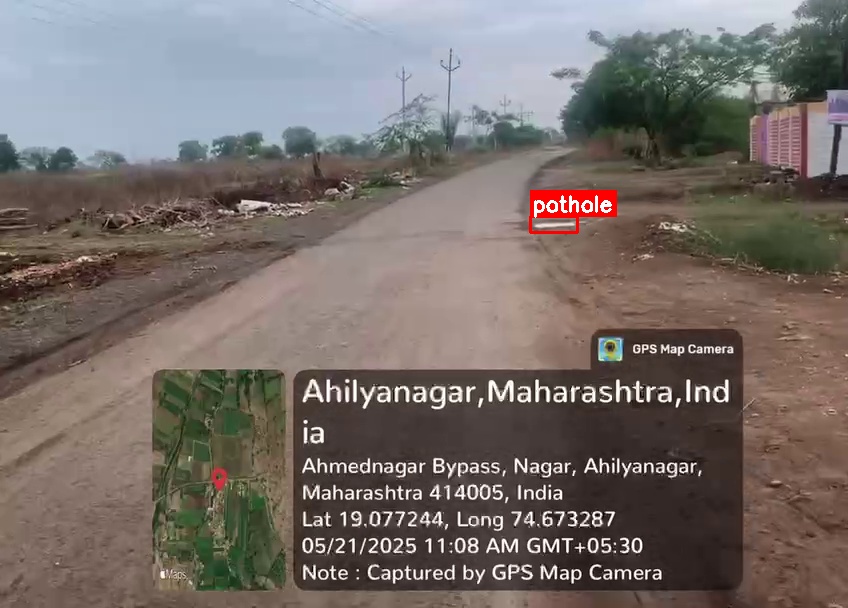 pothole
GPS Map Camera
Ahilyanagar,Maharashtra,Ind
ia
Ahmednagar Bypass, Nagar, Ahilyanagar,
Maharashtra 414005, India
Lat 19.077244, Long 74.673287
05/21/2025 11:08 AM GMT+05:30
Note : Captured by GPS Map Camera
Maps